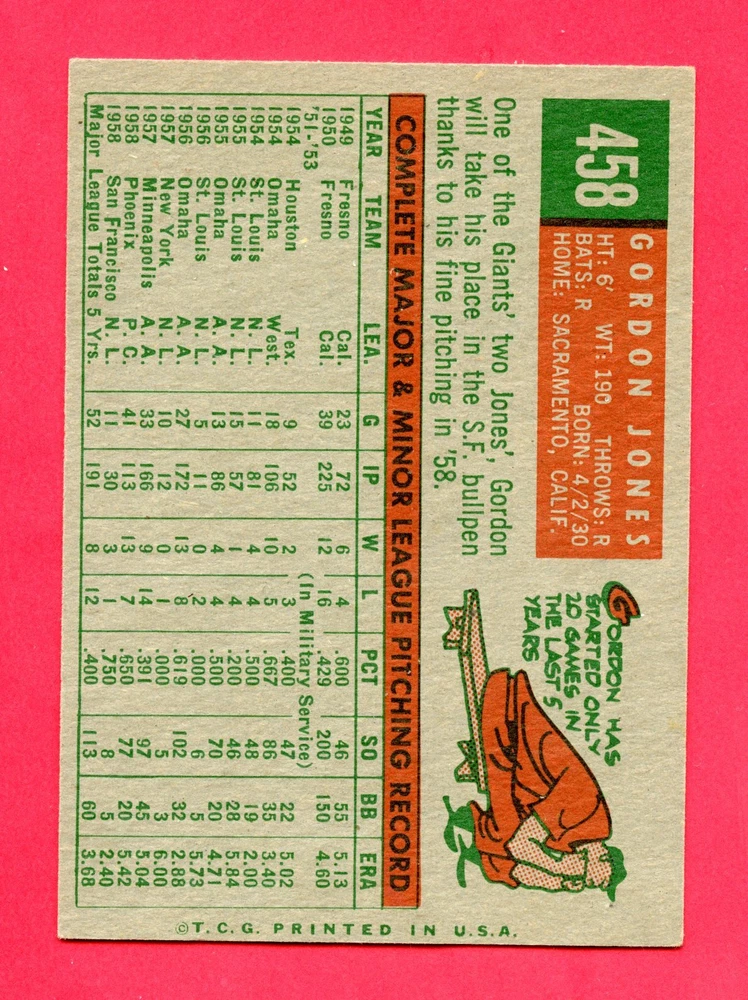 458
GORDON JONES
HT: 6' WT: 190 THROWS: R
BATS: R BORN: 4/2/30
HOME: SACRAMENTO, CALIF.
One of the Giants' two Jones', Gordon
will take his place in the S.F. bullpen
thanks to his fine pitching in '58.
GORDON HAS
STARTED ONLY
20 GAMES IN
THE LAST 5
YEARS
COMPLETE MAJOR & MINOR LEAGUE PITCHING RECORD
YEAR TEAM LEA. G IP W L PCT SO BB ERA
1949 Fresno Cal. 23 72 6 4 .600 46 55 5.13
1950 Fresno Cal. 39 225 12 16 .429 200 150 4.60
'51-'53 (In Military Service)
1954 Houston Tex. 9 52 2 3 .400 47 22 5.02
1954 Omaha West. 18 106 10 5 .667 86 35 3.40
1954 St. Louis N. L. 11 81 4 4 .500 48 19 2.00
1955 St. Louis N. L. 15 57 1 4 .200 46 28 5.84
1955 Omaha A. A. 13 86 4 4 .500 70 20 4.71
1956 St. Louis N. L. 5 11 0 2 .000 6 5 5.73
1956 Omaha A. A. 27 172 13 8 .619 102 32 2.88
1957 New York N. L. 10 12 0 1 .000 5 3 6.00
1957 Minneapolis A. A. 33 166 9 14 .391 97 45 5.04
1958 Phoenix P. C. 41 113 13 7 .650 77 20 5.42
1958 San Francisco N. L. 11 30 3 1 .750 8 5 2.40
Major League Totals 5 Yrs. 52 191 8 12 .400 113 60 3.68
©T.C.G. PRINTED IN U.S.A.